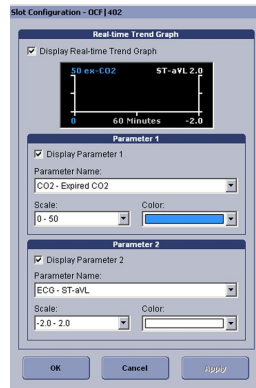 Slot Configuration - OCF|402
Real-time Trend Graph
Display Real-time Trend Graph
50 ex-CO2 ST-aVL 2.0
0 60 Minutes -2.0
Parameter 1
Display Parameter 1
Parameter Name:
CO2 - Expired CO2
Scale: Color:
0 - 50
Parameter 2
Display Parameter 2
Parameter Name:
ECG - ST-aVL
Scale: Color:
-2.0 - 2.0
OK Cancel Apply